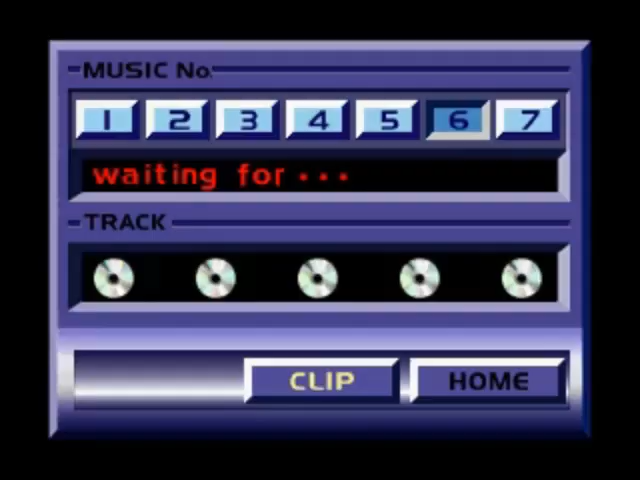 MUSIC No.
1 2 3 4 5 6 7
waiting for •••
TRACK
CLIP HOME